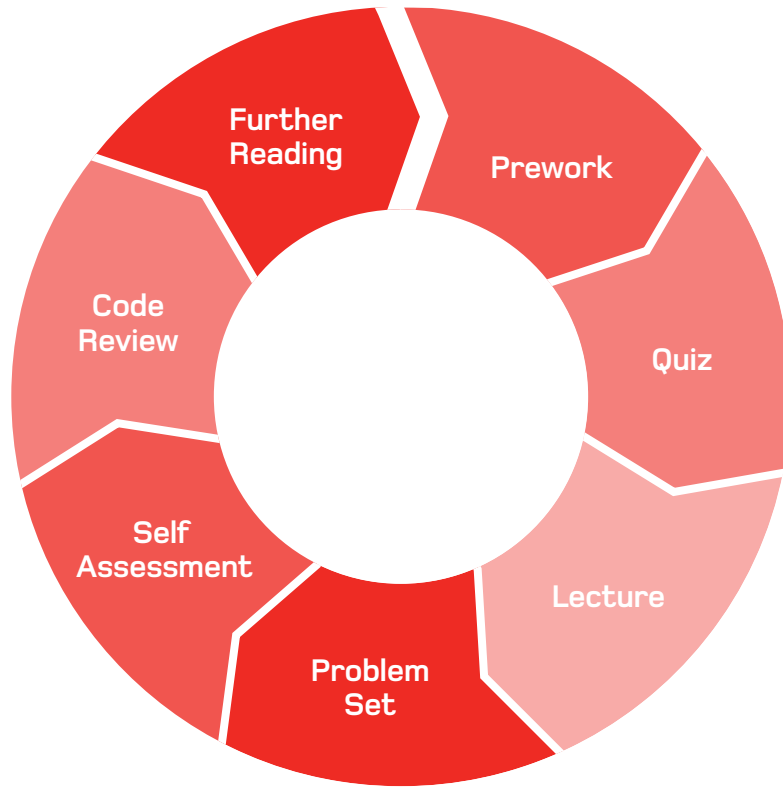 Further
Reading
Prework
Quiz
Lecture
Problem
Set
Self
Assessment
Code
Review